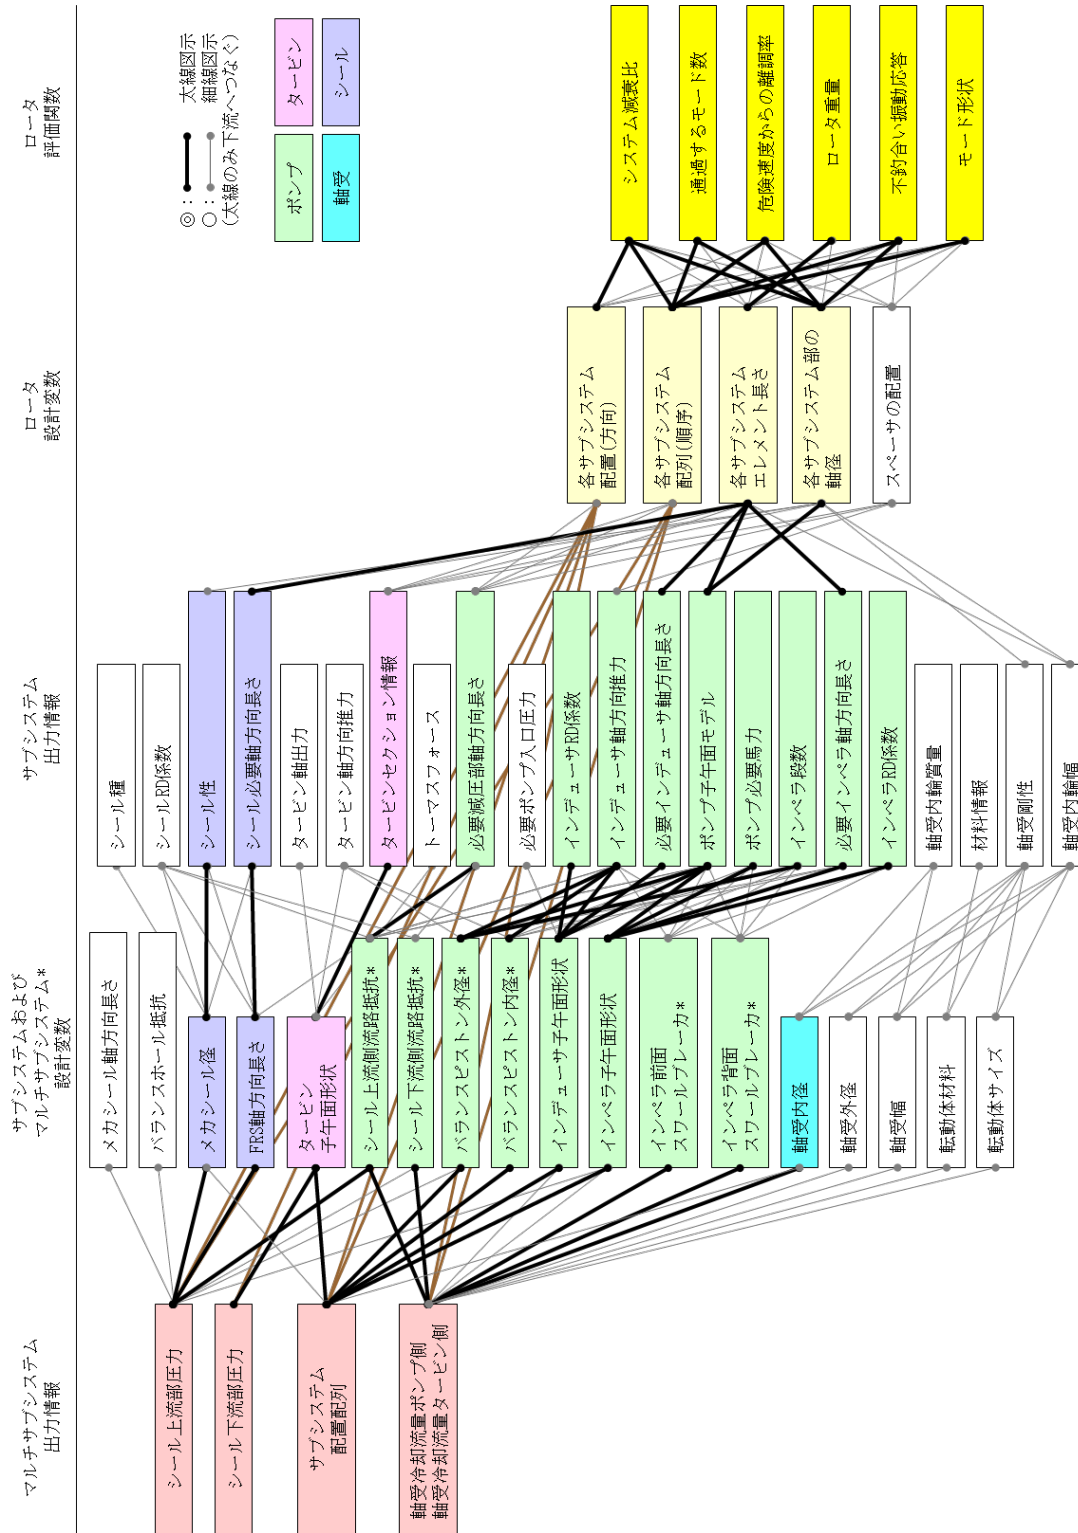 ロータ
評価関数
◎: 太線図示
○: 細線図示
(太線のみ下流へつなぐ)
ポンプ
タービン
軸受
シール
システム減衰比
通過するモード数
危険速度からの離調率
ロータ重量
不釣合い振動応答
モード形状
ロータ
設計変数
各サブシステム
配置(方向)
各サブシステム
配列(順序)
各サブシステム
エレメント長さ
各サブシステム部の
軸径
スペーサの配置
サブシステム
出力情報
シール種
シールRD係数
シール性
シール必要軸方向長さ
タービン軸出力
タービン軸方向推力
タービンセクション情報
トーマスフォース
必要減圧部軸方向長さ
必要ポンプ入口圧力
インデューサRD係数
インデューサ軸方向推力
必要インデューサ軸方向長さ
ポンプ子午面モデル
ポンプ必要馬力
インペラ段数
必要インペラ軸方向長さ
インペラRD係数
軸受内輪質量
材料情報
軸受剛性
軸受内輪幅
サブシステムおよび
マルチサブシステム*
設計変数
メカシール軸方向長さ
バランスホール抵抗
メカシール径
FRS軸方向長さ
タービン
子午面形状
シール上流側流路抵抗*
シール下流側流路抵抗*
バランスピストン外径*
バランスピストン内径*
インデューサ子午面形状
インペラ子午面形状
インペラ前面
スワールブレーカ*
インペラ背面
スワールブレーカ*
軸受内径
軸受外径
軸受幅
転動体材料
転動体サイズ
マルチサブシステム
出力情報
シール上流部圧力
シール下流部圧力
サブシステム
配置配列
軸受冷却流量ポンプ側
軸受冷却流量タービン側